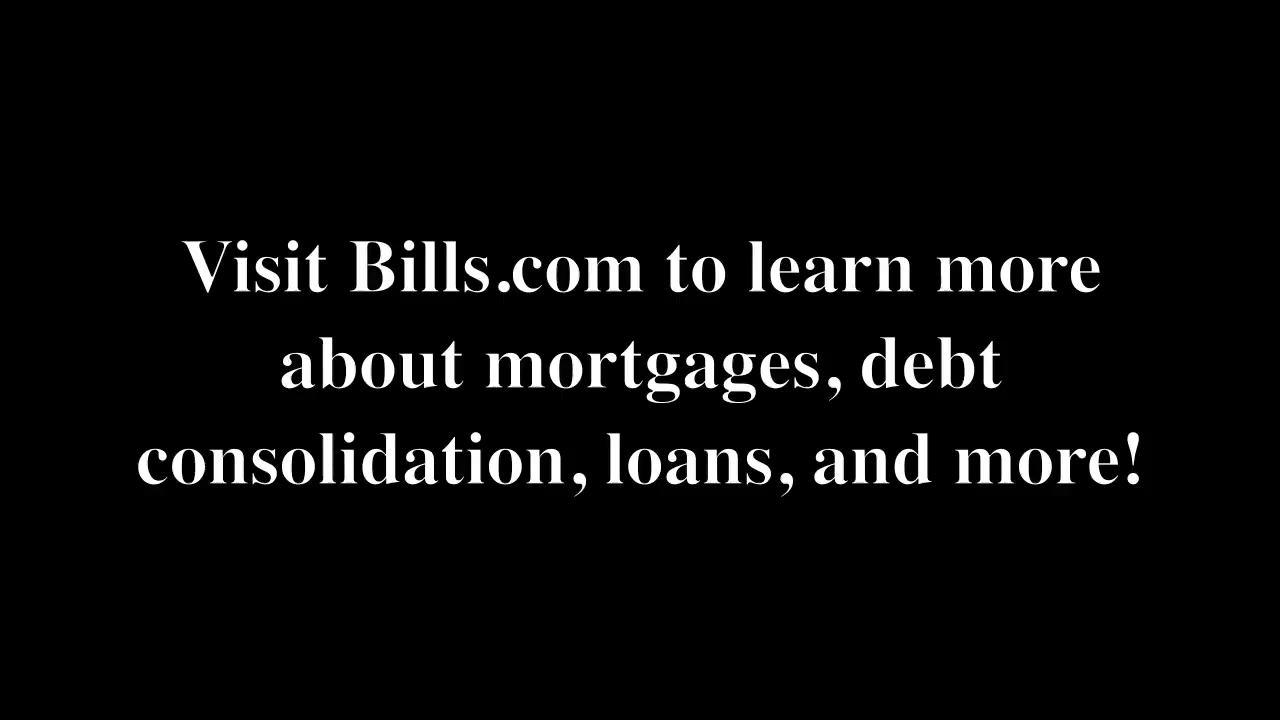 Visit Bills.com to learn more
about mortgages, debt
consolidation, loans, and more!